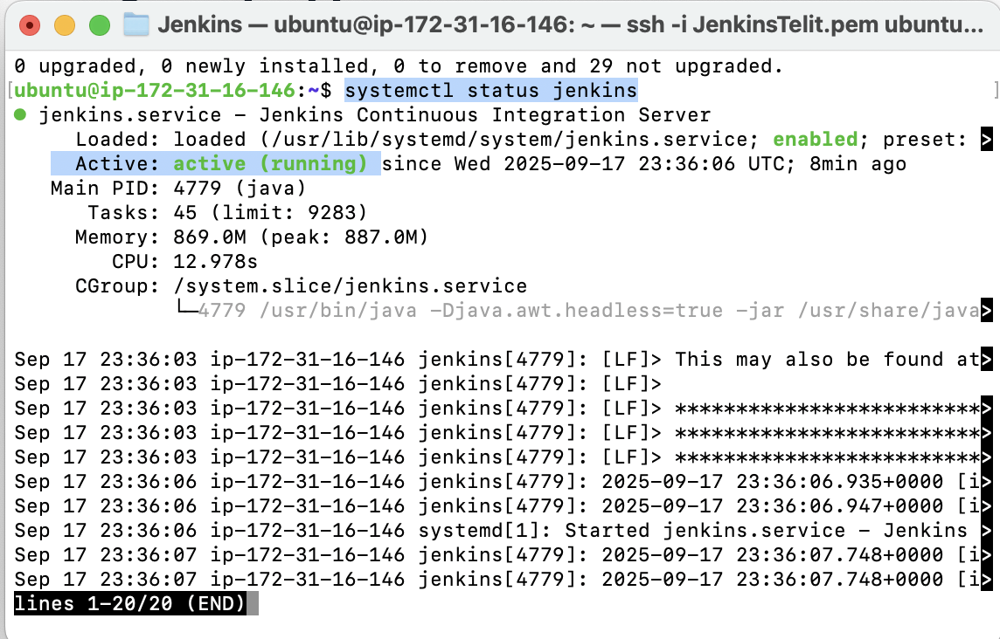 Jenkins — ubuntu@ip-172-31-16-146: ~ — ssh -i JenkinsTelit.pem ubuntu...
0 upgraded, 0 newly installed, 0 to remove and 29 not upgraded.
[ubuntu@ip-172-31-16-146:~$ systemctl status jenkins ]
● jenkins.service - Jenkins Continuous Integration Server
Loaded: loaded (/usr/lib/systemd/system/jenkins.service; enabled; preset: >
Active: active (running) since Wed 2025-09-17 23:36:06 UTC; 8min ago
Main PID: 4779 (java)
Tasks: 45 (limit: 9283)
Memory: 869.0M (peak: 887.0M)
CPU: 12.978s
CGroup: /system.slice/jenkins.service
└─4779 /usr/bin/java -Djava.awt.headless=true -jar /usr/share/java>
Sep 17 23:36:03 ip-172-31-16-146 jenkins[4779]: [LF]> This may also be found at>
Sep 17 23:36:03 ip-172-31-16-146 jenkins[4779]: [LF]>
Sep 17 23:36:03 ip-172-31-16-146 jenkins[4779]: [LF]> *************************>
Sep 17 23:36:03 ip-172-31-16-146 jenkins[4779]: [LF]> *************************>
Sep 17 23:36:03 ip-172-31-16-146 jenkins[4779]: [LF]> *************************>
Sep 17 23:36:06 ip-172-31-16-146 jenkins[4779]: 2025-09-17 23:36:06.935+0000 [i>
Sep 17 23:36:06 ip-172-31-16-146 jenkins[4779]: 2025-09-17 23:36:06.947+0000 [i>
Sep 17 23:36:06 ip-172-31-16-146 systemd[1]: Started jenkins.service - Jenkins >
Sep 17 23:36:07 ip-172-31-16-146 jenkins[4779]: 2025-09-17 23:36:07.748+0000 [i>
Sep 17 23:36:07 ip-172-31-16-146 jenkins[4779]: 2025-09-17 23:36:07.748+0000 [i>
lines 1-20/20 (END)